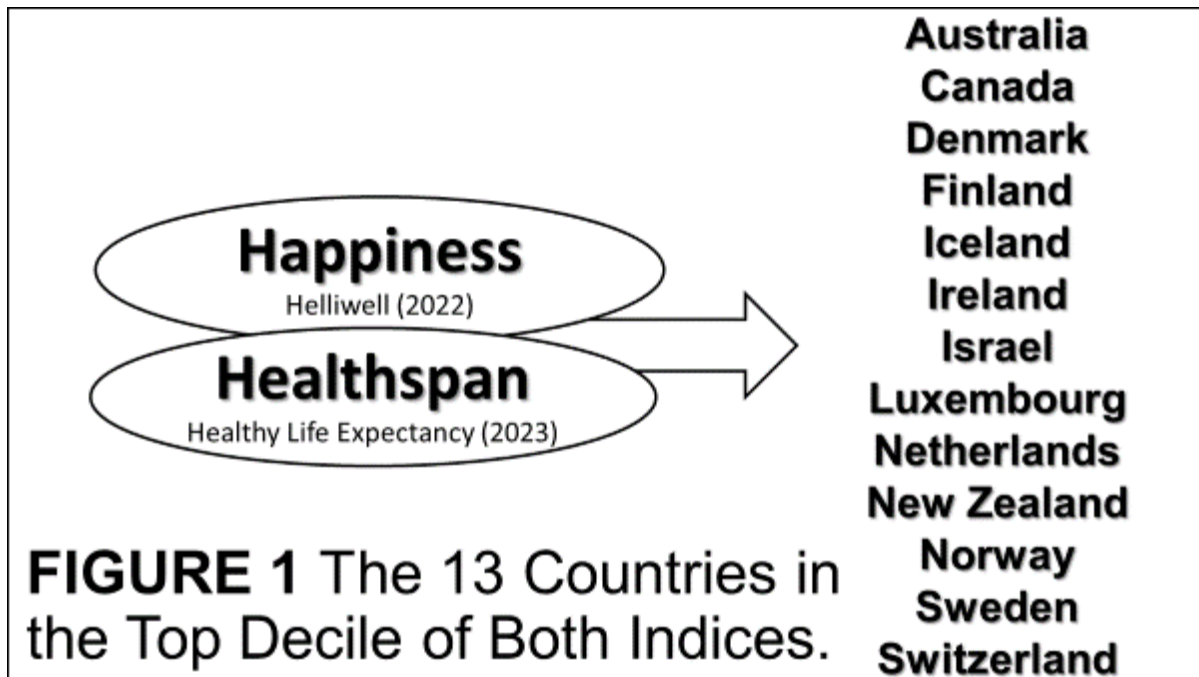 Happiness
Helliwell (2022)
Healthspan
Healthy Life Expectancy (2023)
Australia
Canada
Denmark
Finland
Iceland
Ireland
Israel
Luxembourg
Netherlands
New Zealand
Norway
Sweden
Switzerland
FIGURE 1 The 13 Countries in
the Top Decile of Both Indices.